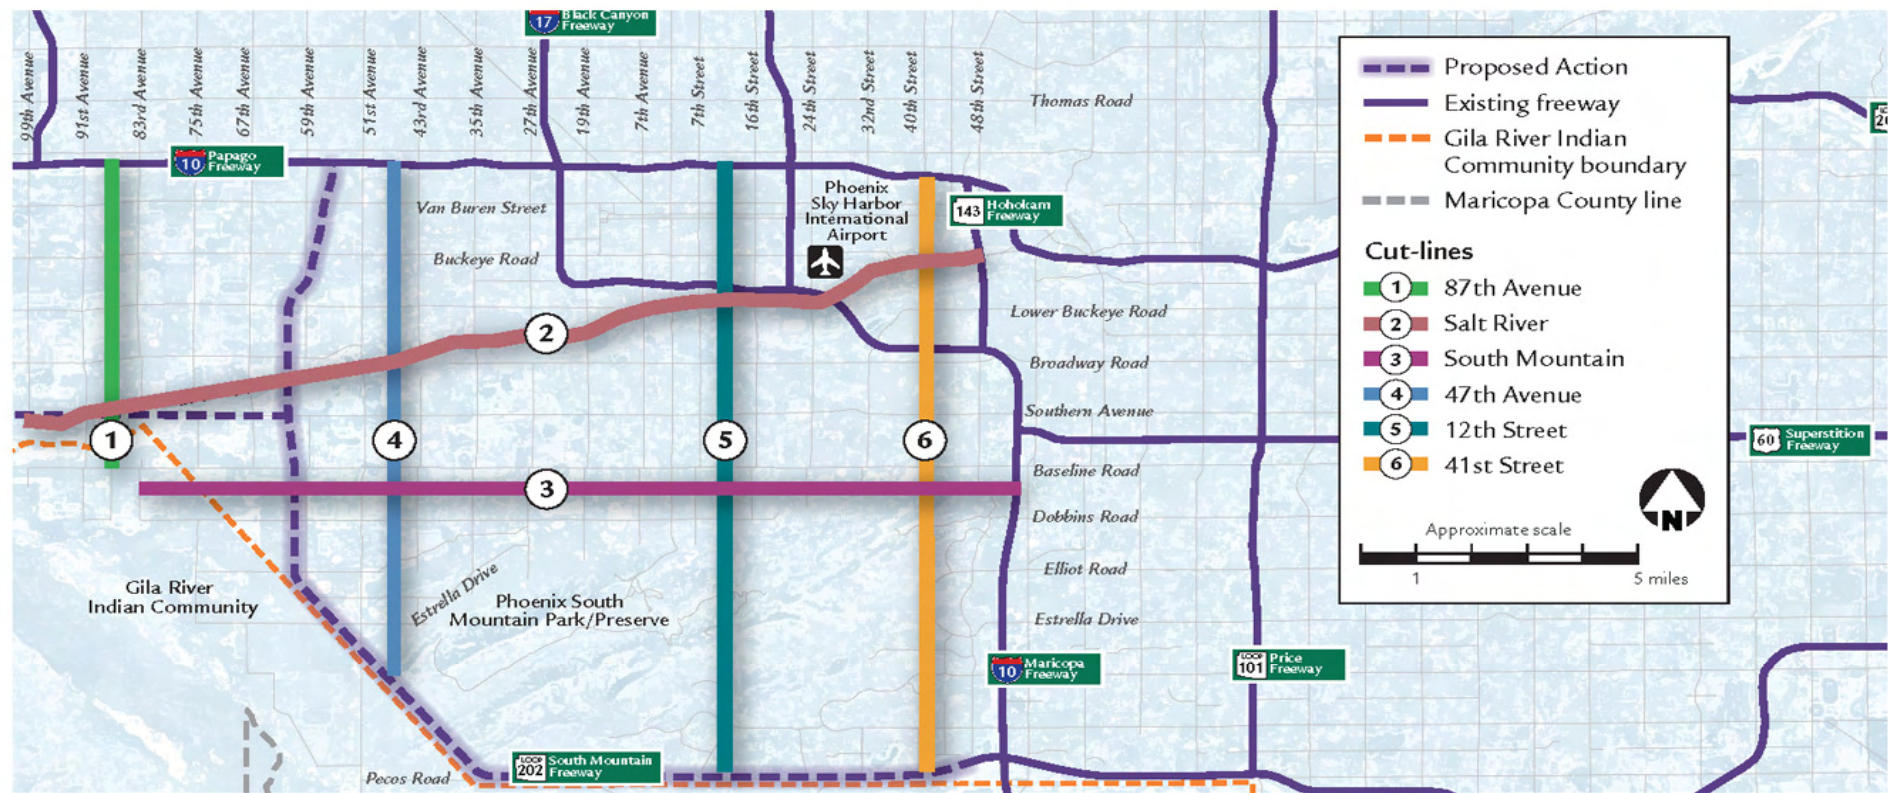 17 Black Canyon
Freeway
99th Avenue
91st Avenue
83rd Avenue
75th Avenue
67th Avenue
59th Avenue
51st Avenue
43rd Avenue
35th Avenue
27th Avenue
19th Avenue
7th Avenue
7th Street
16th Street
24th Street
32nd Street
40th Street
48th Street
Thomas Road
10 Papago
Freeway
Van Buren Street
Buckeye Road
Phoenix
Sky Harbor
International
Airport
143 Hohokam
Freeway
Lower Buckeye Road
Broadway Road
Southern Avenue
Baseline Road
Dobbins Road
Elliot Road
Estrella Drive
1
2
3
4
5
6
Gila River
Indian Community
Estrella Drive
Phoenix South
Mountain Park/Preserve
Pecos Road
LOOP
202
South Mountain
Freeway
10 Maricopa
Freeway
LOOP
101
Price
Freeway
60 Superstition
Freeway
Proposed Action
Existing freeway
Gila River Indian
Community boundary
Maricopa County line
Cut-lines
1 87th Avenue
2 Salt River
3 South Mountain
4 47th Avenue
5 12th Street
6 41st Street
N
Approximate scale
1 5 miles